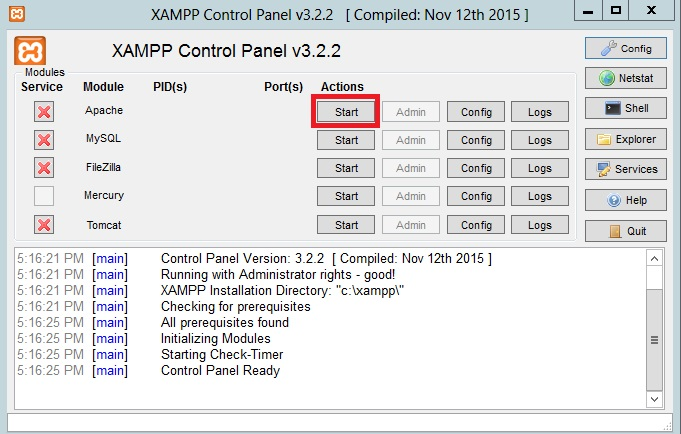 XAMPP Control Panel v3.2.2 [ Compiled: Nov 12th 2015 ]
XAMPP Control Panel v3.2.2
Config
Modules
Service Module PID(s) Port(s) Actions
Netstat
Apache Start Admin Config Logs
Shell
MySQL Start Admin Config Logs
Explorer
FileZilla Start Admin Config Logs
Services
Mercury Start Admin Config Logs
Help
Tomcat Start Admin Config Logs
Quit
5:16:21 PM [main] Control Panel Version: 3.2.2 [ Compiled: Nov 12th 2015 ]
5:16:21 PM [main] Running with Administrator rights - good!
5:16:21 PM [main] XAMPP Installation Directory: "c:\xampp\"
5:16:21 PM [main] Checking for prerequisites
5:16:25 PM [main] All prerequisites found
5:16:25 PM [main] Initializing Modules
5:16:25 PM [main] Starting Check-Timer
5:16:25 PM [main] Control Panel Ready